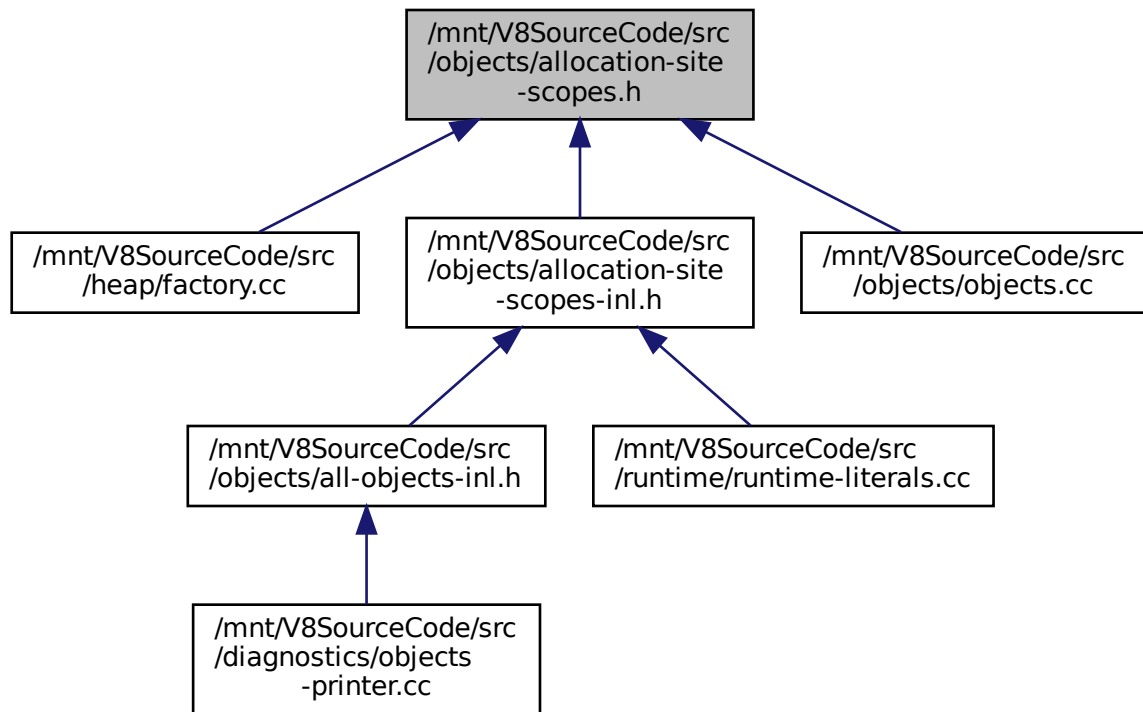 /mnt/V8SourceCode/src
/objects/allocation-site
-scopes.h
/mnt/V8SourceCode/src
/heap/factory.cc
/mnt/V8SourceCode/src
/objects/allocation-site
-scopes-inl.h
/mnt/V8SourceCode/src
/objects/objects.cc
/mnt/V8SourceCode/src
/objects/all-objects-inl.h
/mnt/V8SourceCode/src
/runtime/runtime-literals.cc
/mnt/V8SourceCode/src
/diagnostics/objects
-printer.cc